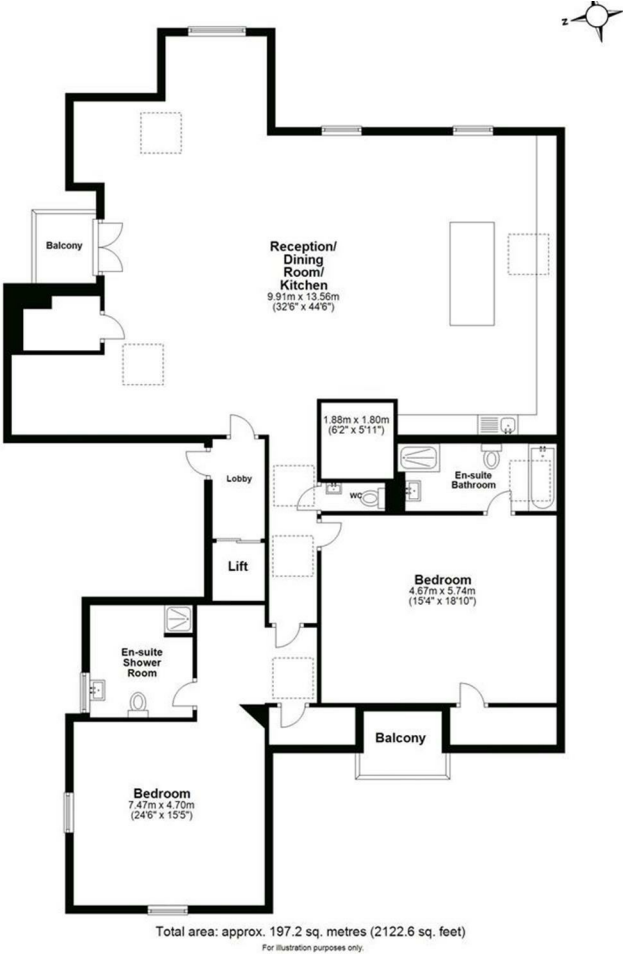 Z
Balcony
Reception/
Dining
Room/
Kitchen
9.91m x 13.56m
(32'6" x 44'6")
1.88m x 1.80m
(6'2" x 5'11")
Lobby
En-suite
Bathroom
WC
Lift
Bedroom
4.67m x 5.74m
(15'4" x 18'10")
En-suite
Shower
Room
Balcony
Bedroom
7.47m x 4.70m
(24'6" x 15'5")
Total area: approx. 197.2 sq. metres (2122.6 sq. feet)
For illustration purposes only.